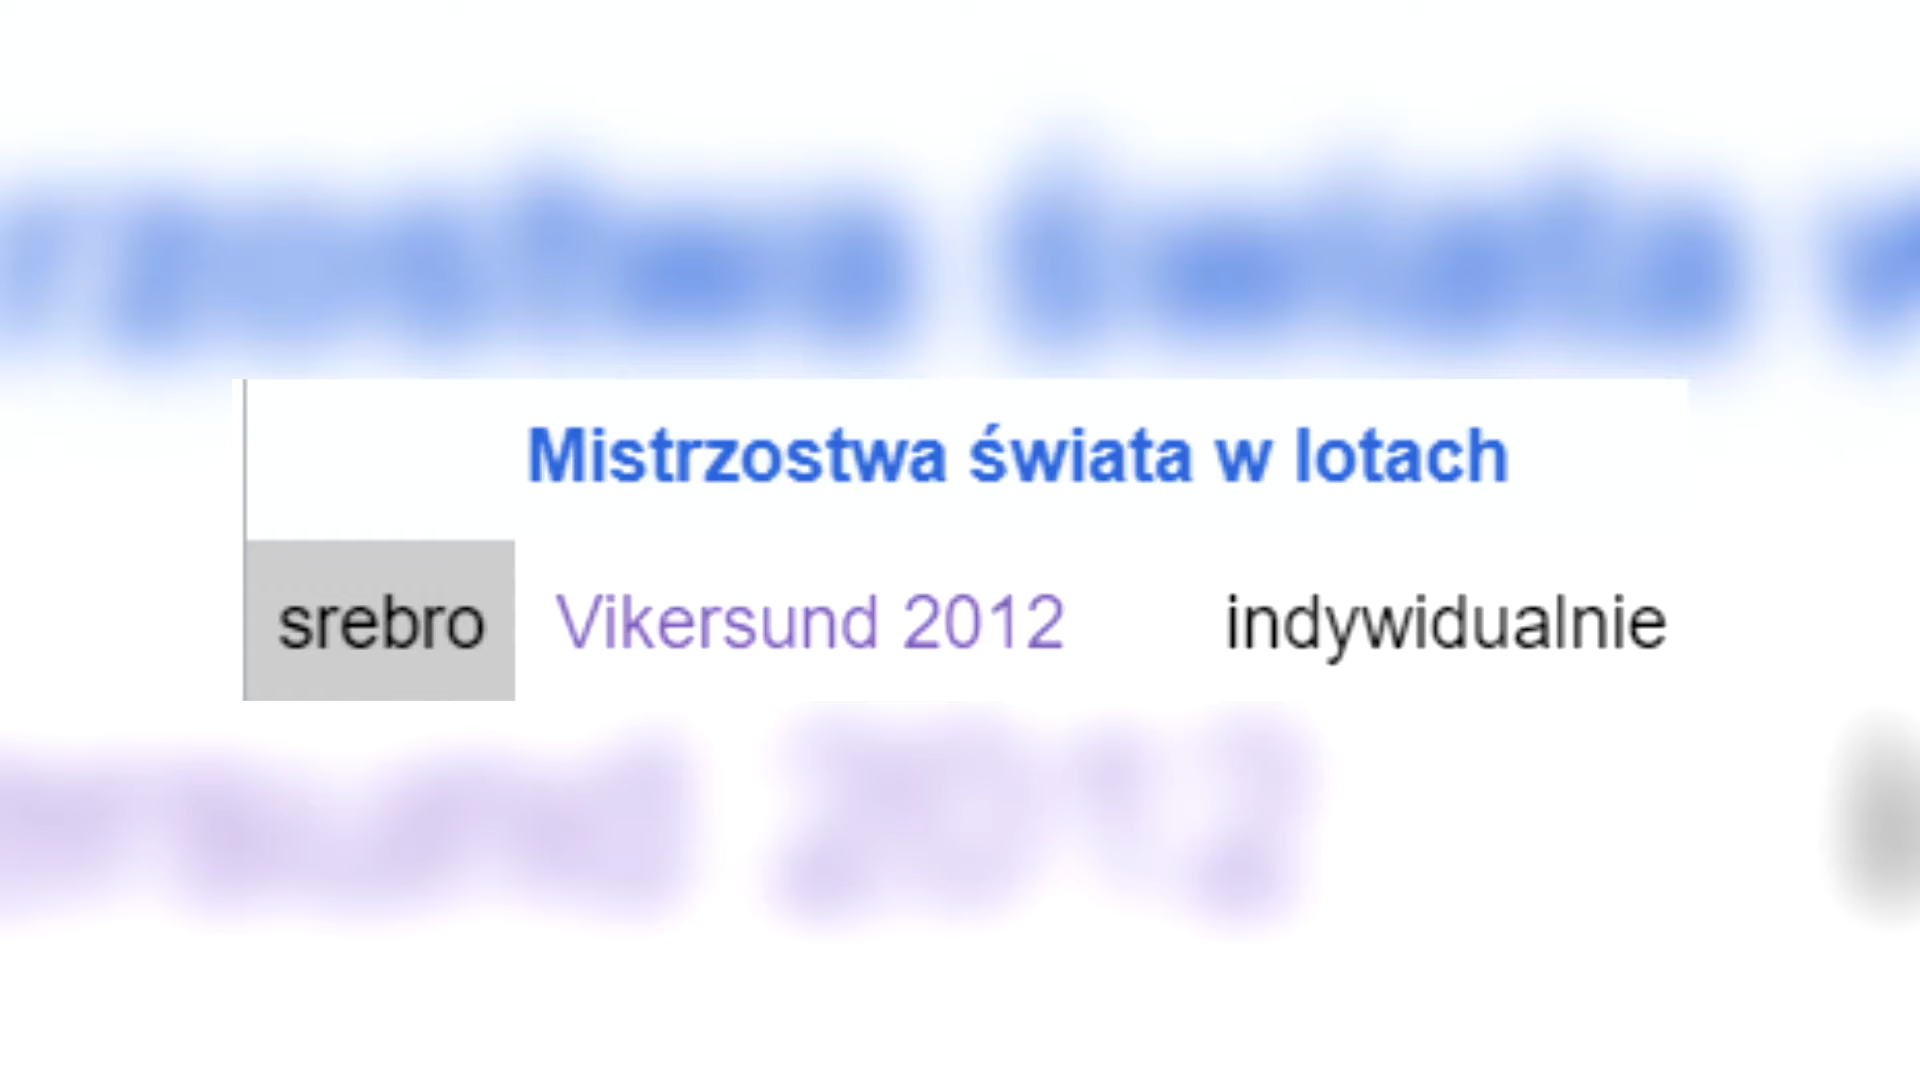 Mistrzostwa świata w lotach
srebro Vikersund 2012 indywidualnie